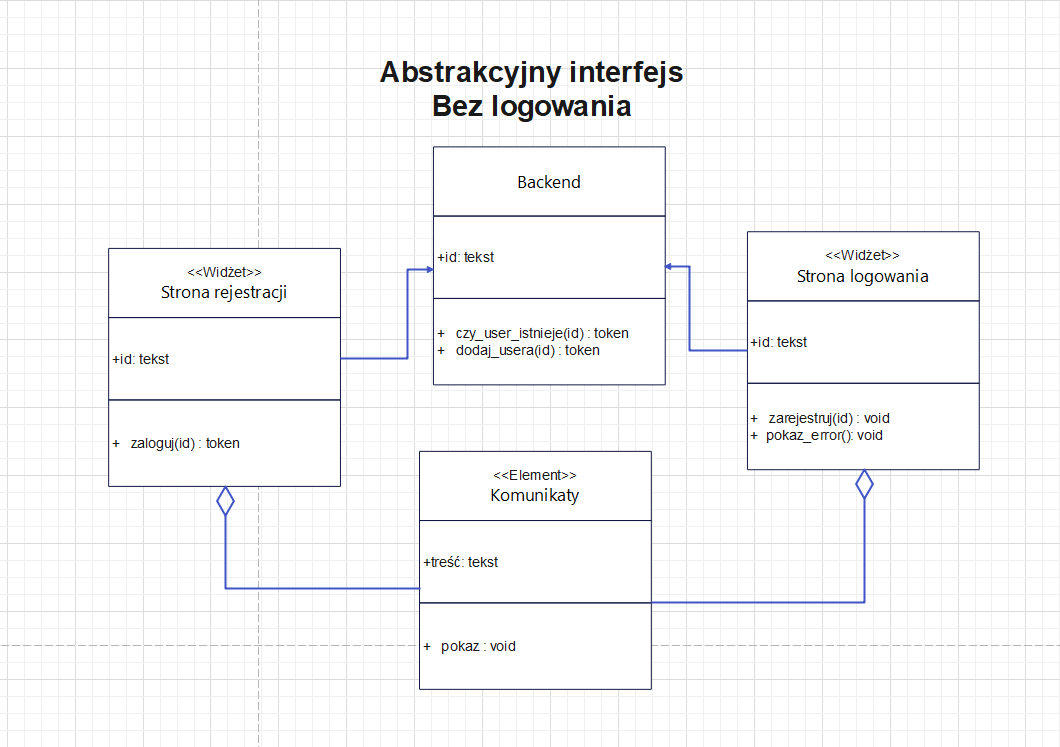 Abstrakcyjny interfejs
Bez logowania
Backend
+id: tekst
+ czy_user_istnieje(id) : token
+ dodaj_usera(id) : token
<<Widżet>>
Strona rejestracji
+id: tekst
+ zaloguj(id) : token
<<Widżet>>
Strona logowania
+id: tekst
+ zarejestruj(id) : void
+ pokaz_error(): void
<<Element>>
Komunikaty
+treść: tekst
+ pokaz : void